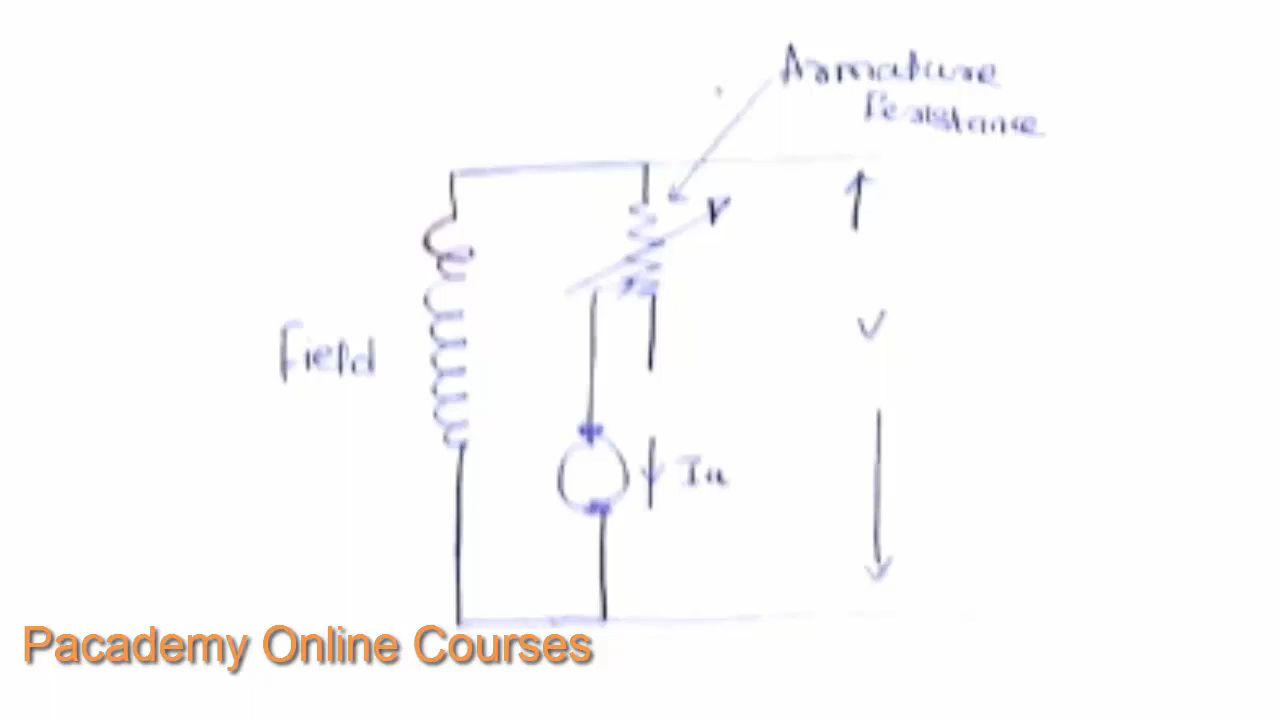 Armature
Resistance
V
Field
Ia
Pacademy Online Courses